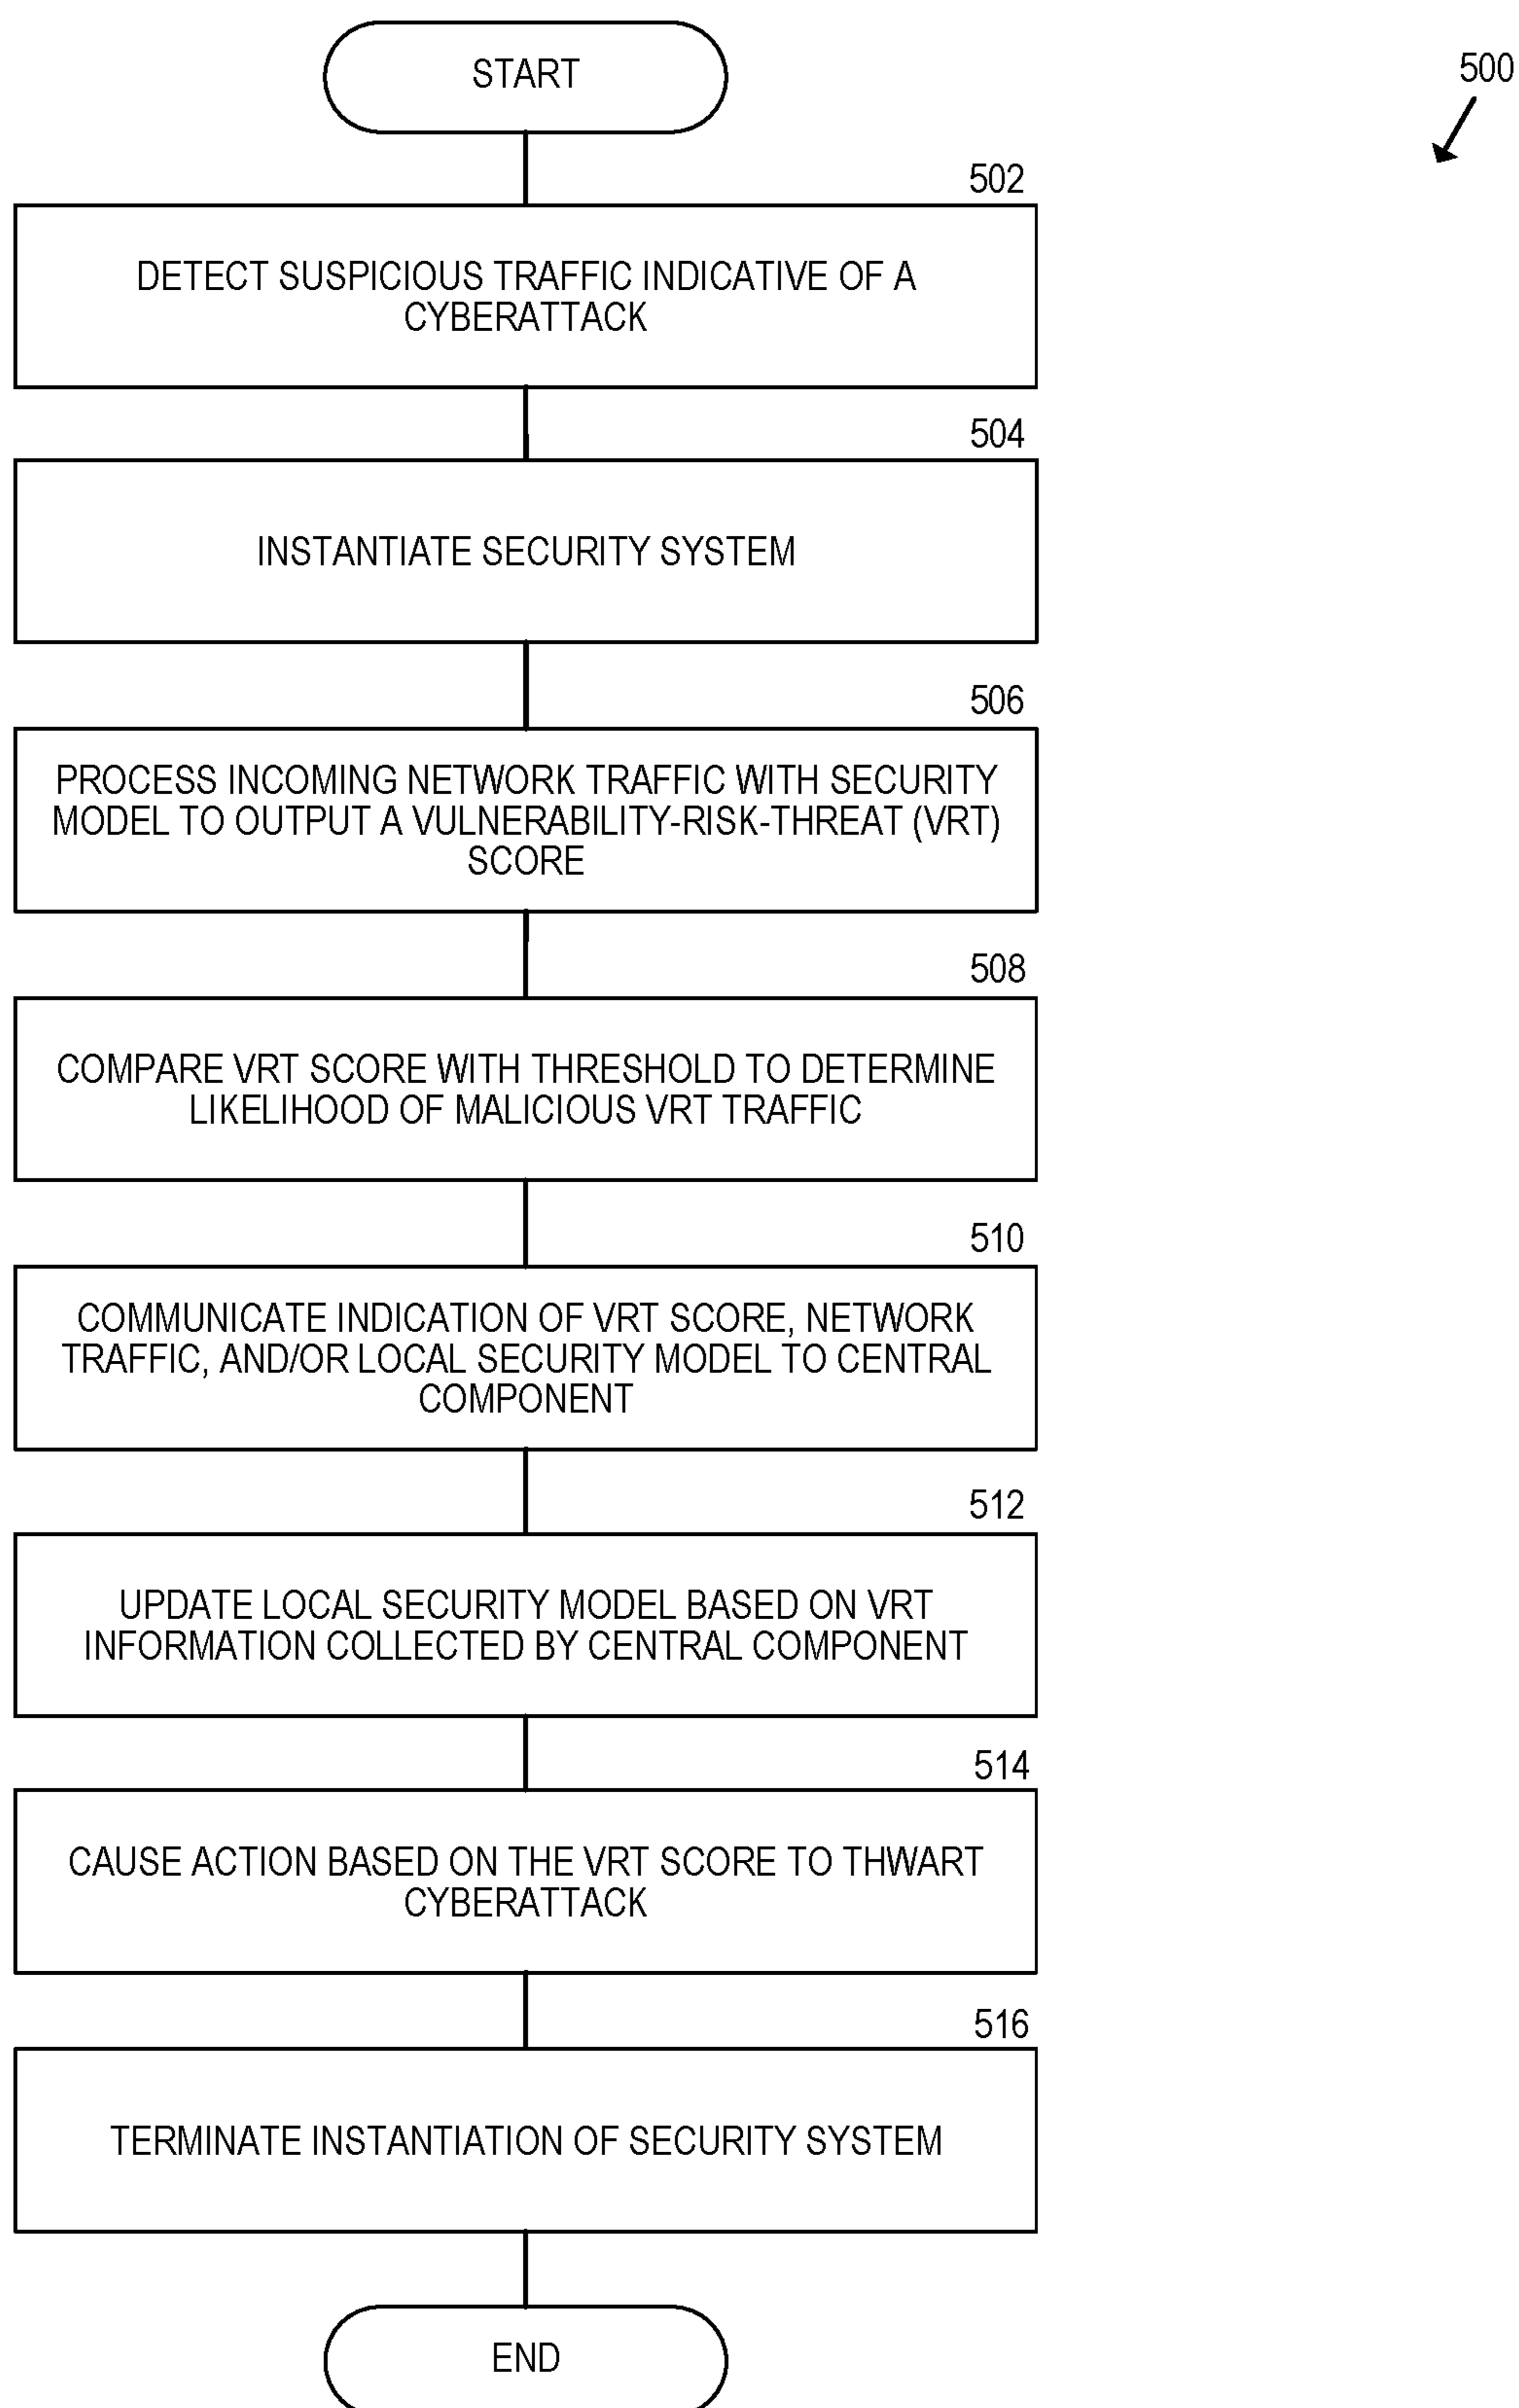 START
500
502
DETECT SUSPICIOUS TRAFFIC INDICATIVE OF A
CYBERATTACK
504
INSTANTIATE SECURITY SYSTEM
506
PROCESS INCOMING NETWORK TRAFFIC WITH SECURITY
MODEL TO OUTPUT A VULNERABILITY-RISK-THREAT (VRT)
SCORE
508
COMPARE VRT SCORE WITH THRESHOLD TO DETERMINE
LIKELIHOOD OF MALICIOUS VRT TRAFFIC
510
COMMUNICATE INDICATION OF VRT SCORE, NETWORK
TRAFFIC, AND/OR LOCAL SECURITY MODEL TO CENTRAL
COMPONENT
512
UPDATE LOCAL SECURITY MODEL BASED ON VRT
INFORMATION COLLECTED BY CENTRAL COMPONENT
514
CAUSE ACTION BASED ON THE VRT SCORE TO THWART
CYBERATTACK
516
TERMINATE INSTANTIATION OF SECURITY SYSTEM
END